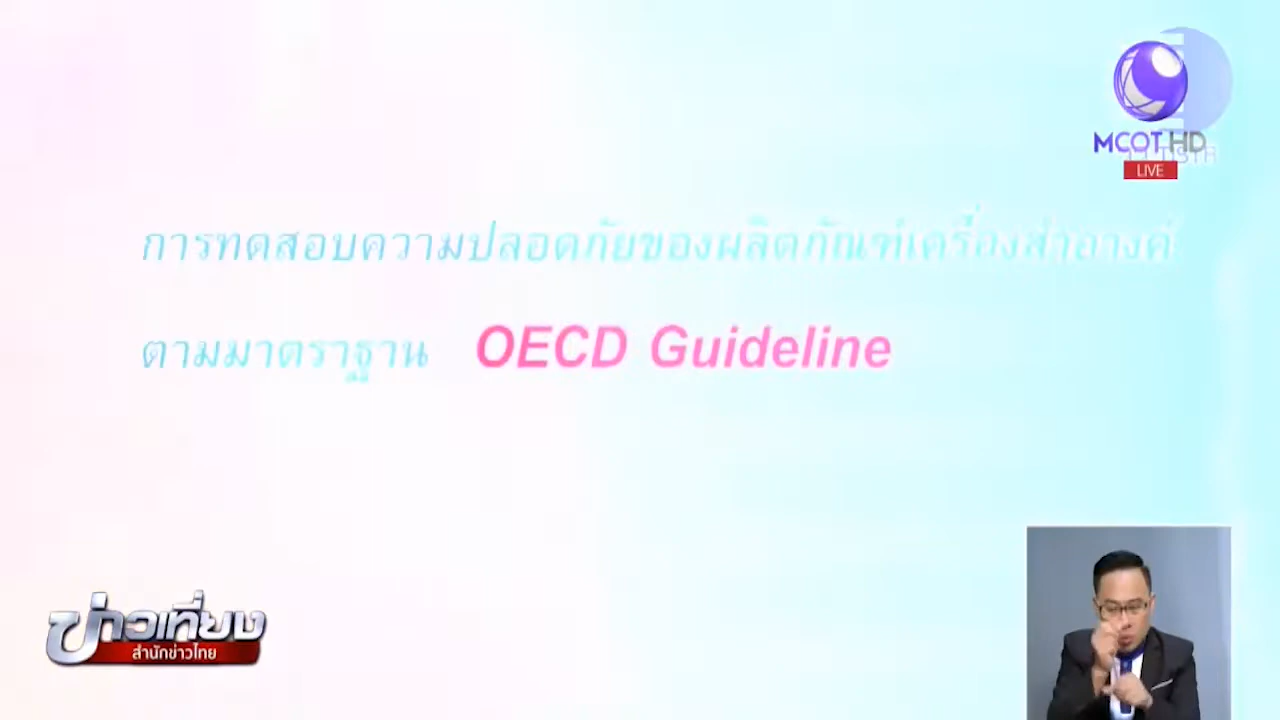 MCOT HD
LIVE
การทดสอบความปลอดภัยของผลิตภัณฑ์เครื่องสำอางค์
ตามมาตราฐาน OECD Guideline
ข่าวเที่ยง
สำนักข่าวไทย